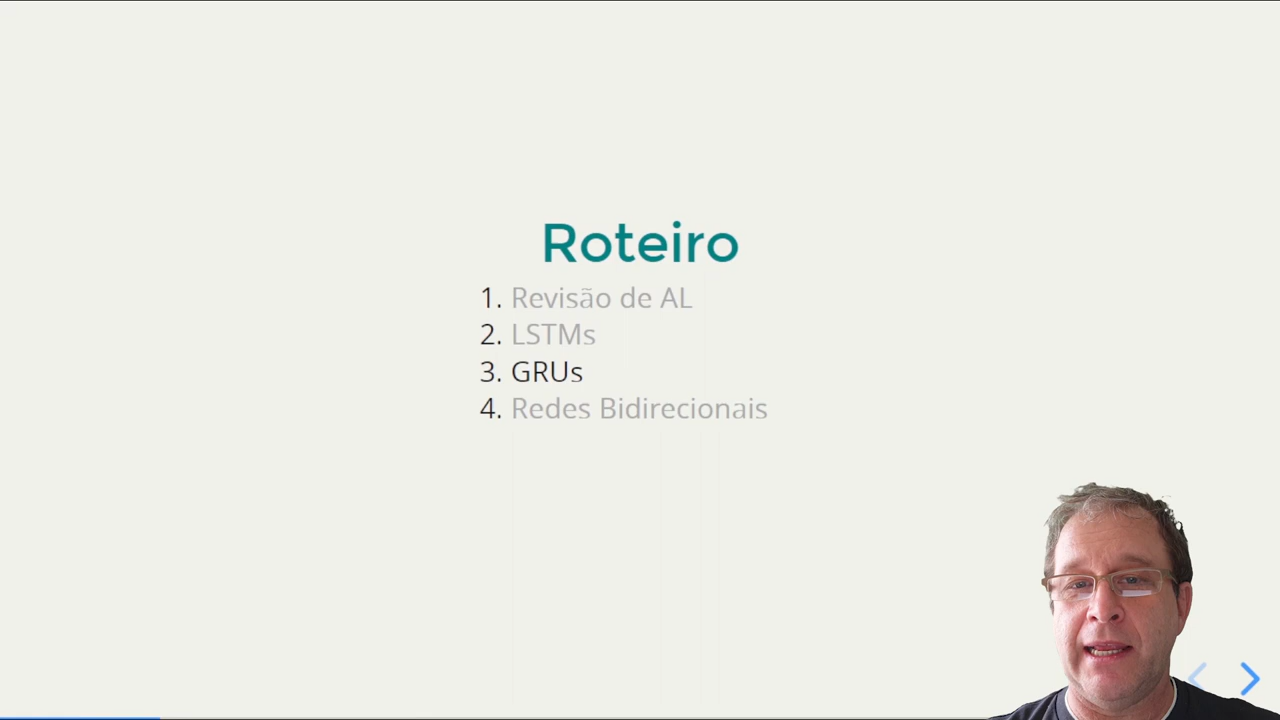 Roteiro
1. Revisão de AL
2. LSTMs
3. GRUs
4. Redes Bidirecionais